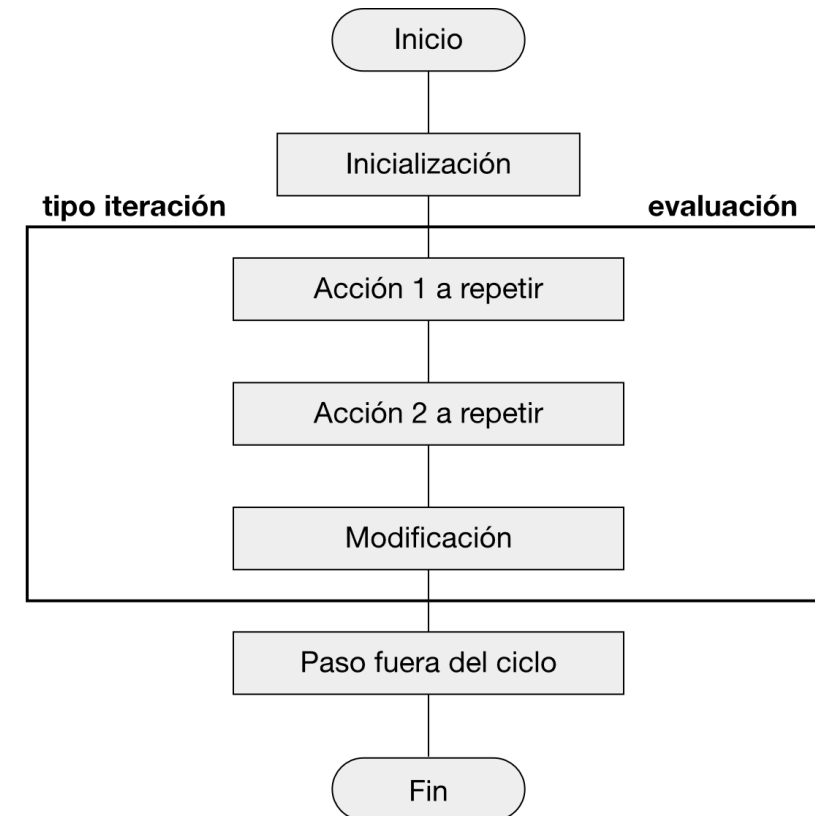 Inicio
Inicialización
tipo iteración
evaluación
Acción 1 a repetir
Acción 2 a repetir
Modificación
Paso fuera del ciclo
Fin